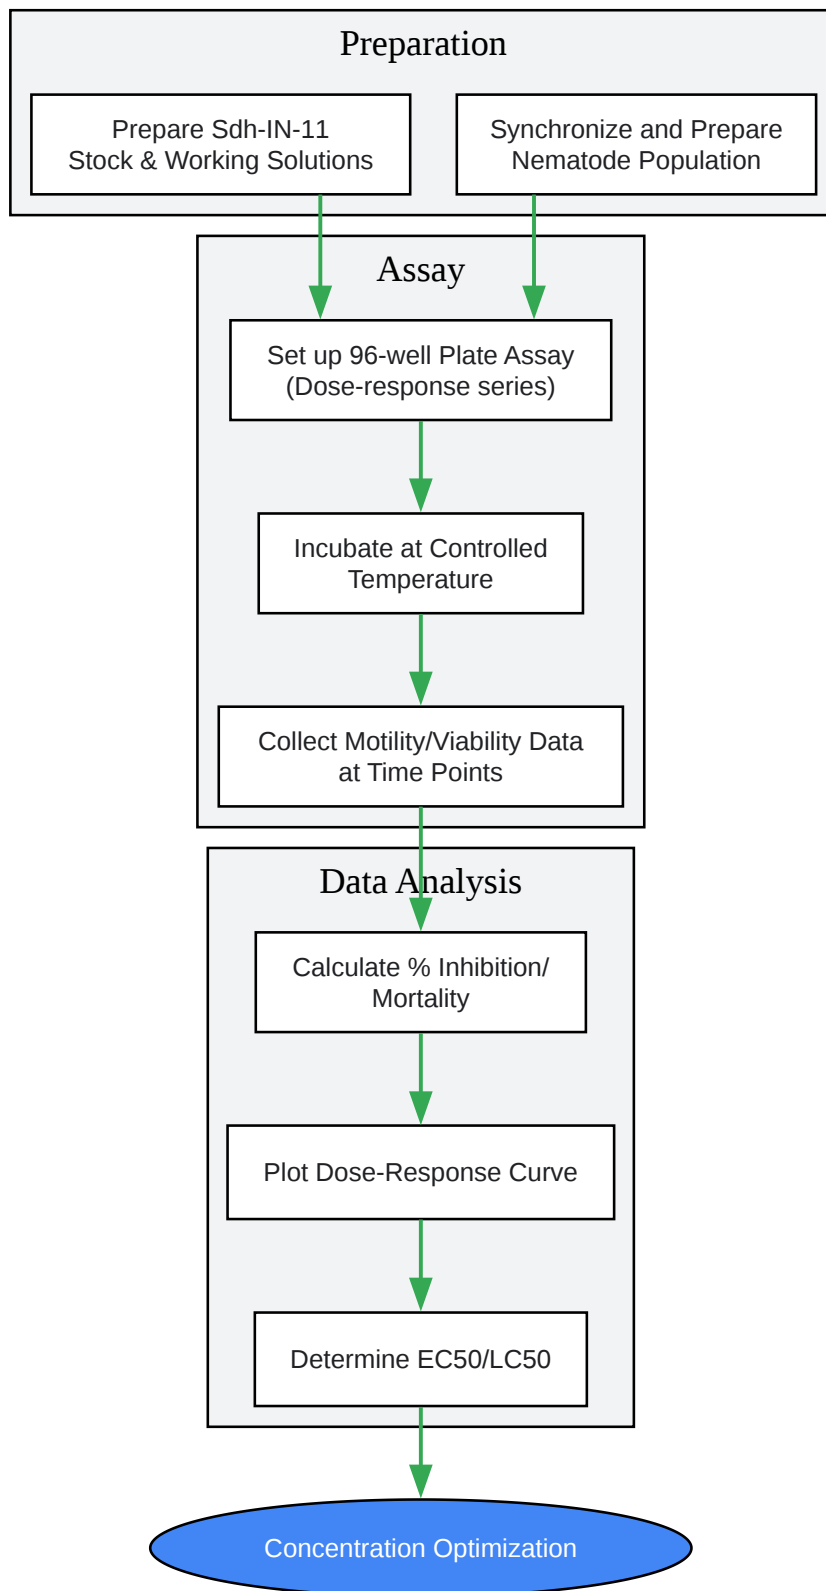 Preparation
Prepare Sdh-IN-11
Stock & Working Solutions
Synchronize and Prepare
Nematode Population
Assay
Set up 96-well Plate Assay
(Dose-response series)
Incubate at Controlled
Temperature
Collect Motility/Viability Data
at Time Points
Data Analysis
Calculate % Inhibition/
Mortality
Plot Dose-Response Curve
Determine EC50/LC50
Concentration Optimization